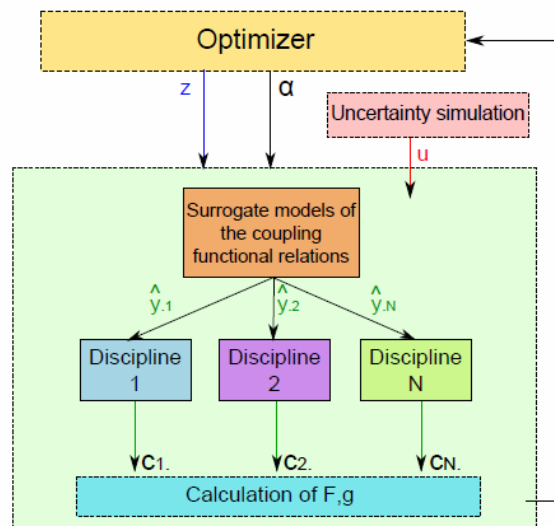 Optimizer
z
α
Uncertainty simulation
u
Surrogate models of
the coupling
functional relations
ŷ.1
ŷ.2
ŷ.N
Discipline
1
Discipline
2
Discipline
N
c1.
c2.
cN.
Calculation of F,g